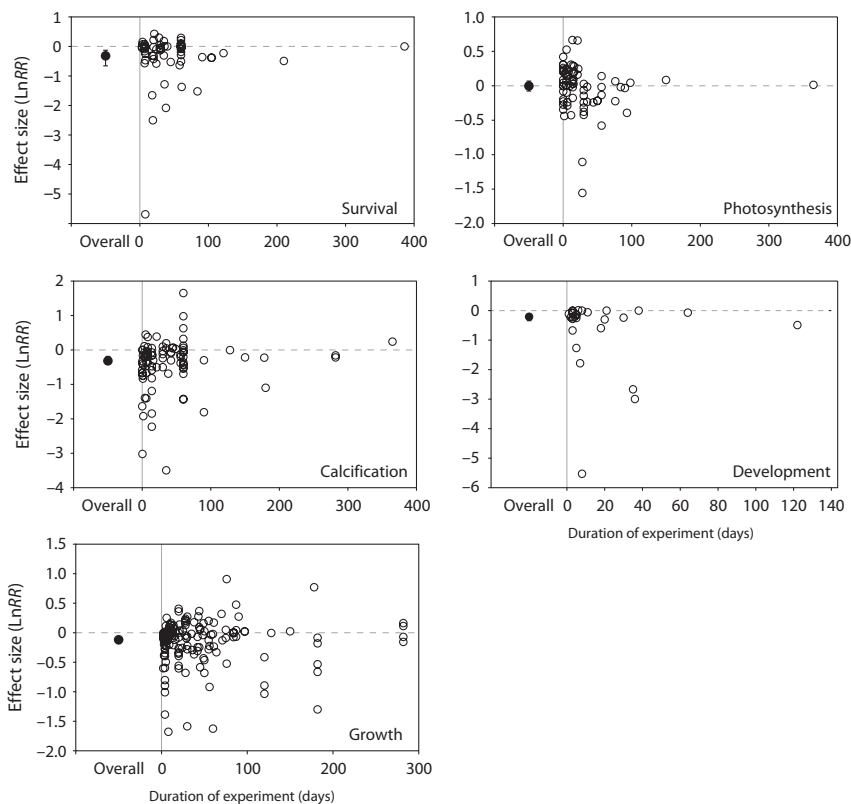 1
0
−1
−2
−3
−4
−5
Effect size (LnRR)
Survival
Overall 0 100 200 300 400
1.0
0.5
0
−0.5
−1.0
−1.5
−2.0
Photosynthesis
Overall 0 100 200 300 400
2
1
0
−1
−2
−3
−4
Effect size (LnRR)
Calcification
Overall 0 100 200 300 400
1
0
−1
−2
−3
−4
−5
−6
Development
Overall 0 20 40 60 80 100 120 140
Duration of experiment (days)
1.5
1.0
0.5
0
−0.5
−1.0
−1.5
−2.0
Effect size (LnRR)
Growth
Overall 0 100 200 300
Duration of experiment (days)